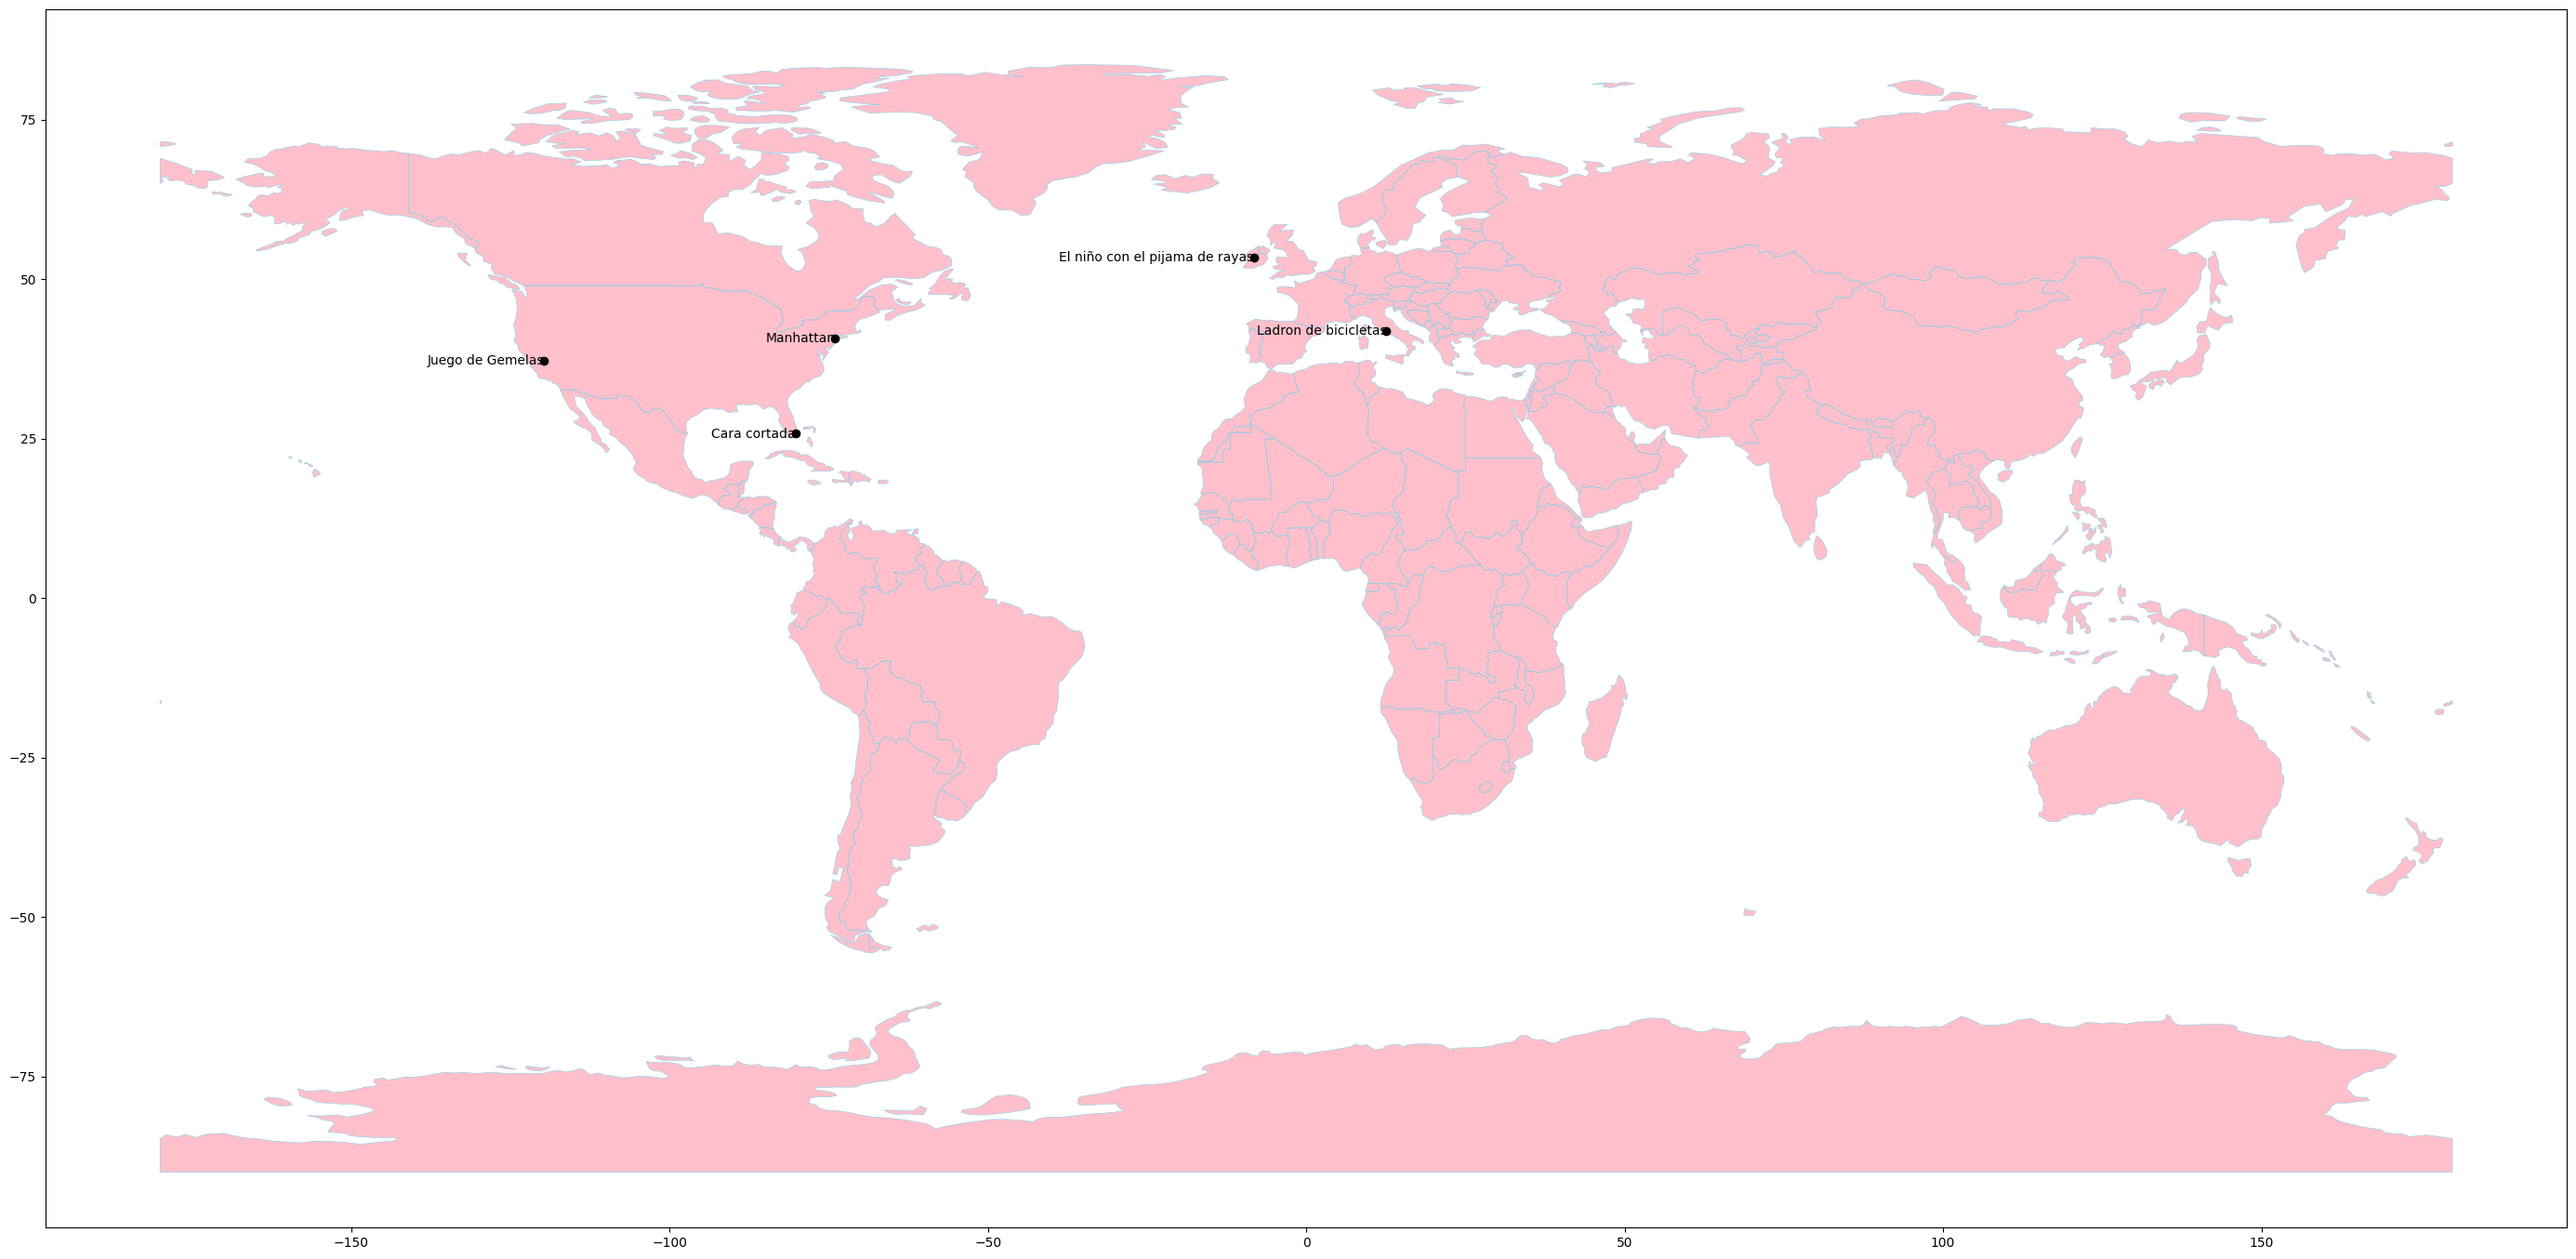 75
50
25
0
−25
−50
−75
El niño con el pijama de rayas
Ladron de bicicletas
Manhattan
Juego de Gemelas
Cara cortada
−150
−100
−50
0
50
100
150